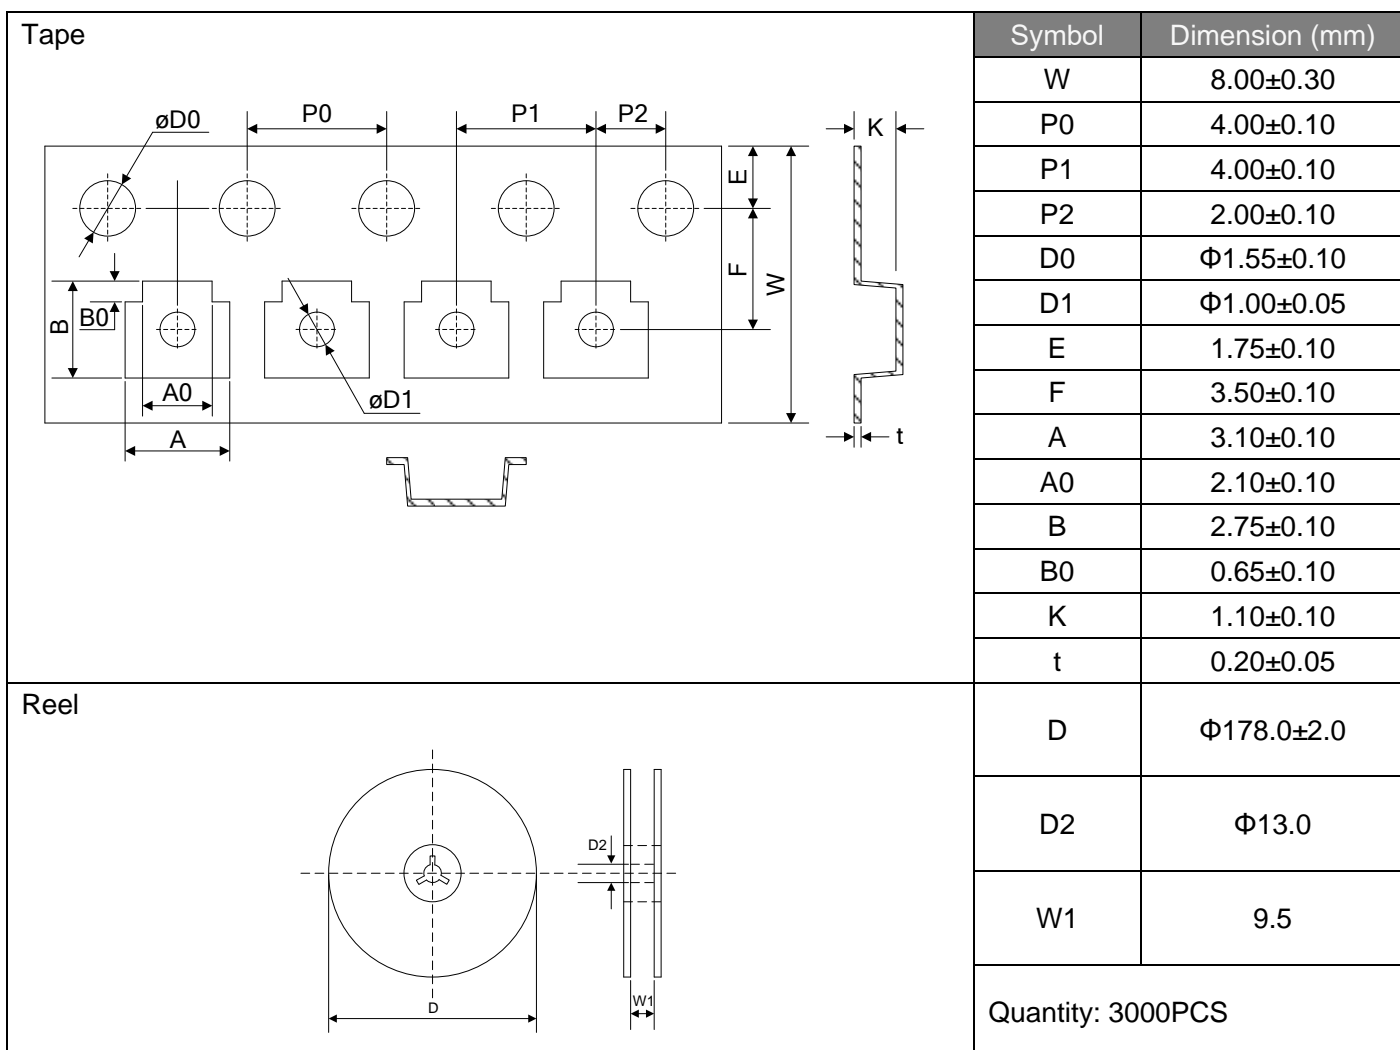 Tape
øD0
P0
P1
P2
K
E
F
W
B
B0
A0
A
øD1
t
Symbol Dimension (mm)
W 8.00±0.30
P0 4.00±0.10
P1 4.00±0.10
P2 2.00±0.10
D0 Φ1.55±0.10
D1 Φ1.00±0.05
E 1.75±0.10
F 3.50±0.10
A 3.10±0.10
A0 2.10±0.10
B 2.75±0.10
B0 0.65±0.10
K 1.10±0.10
t 0.20±0.05
Reel
D2
D
W1
D Φ178.0±2.0
D2 Φ13.0
W1 9.5
Quantity: 3000PCS